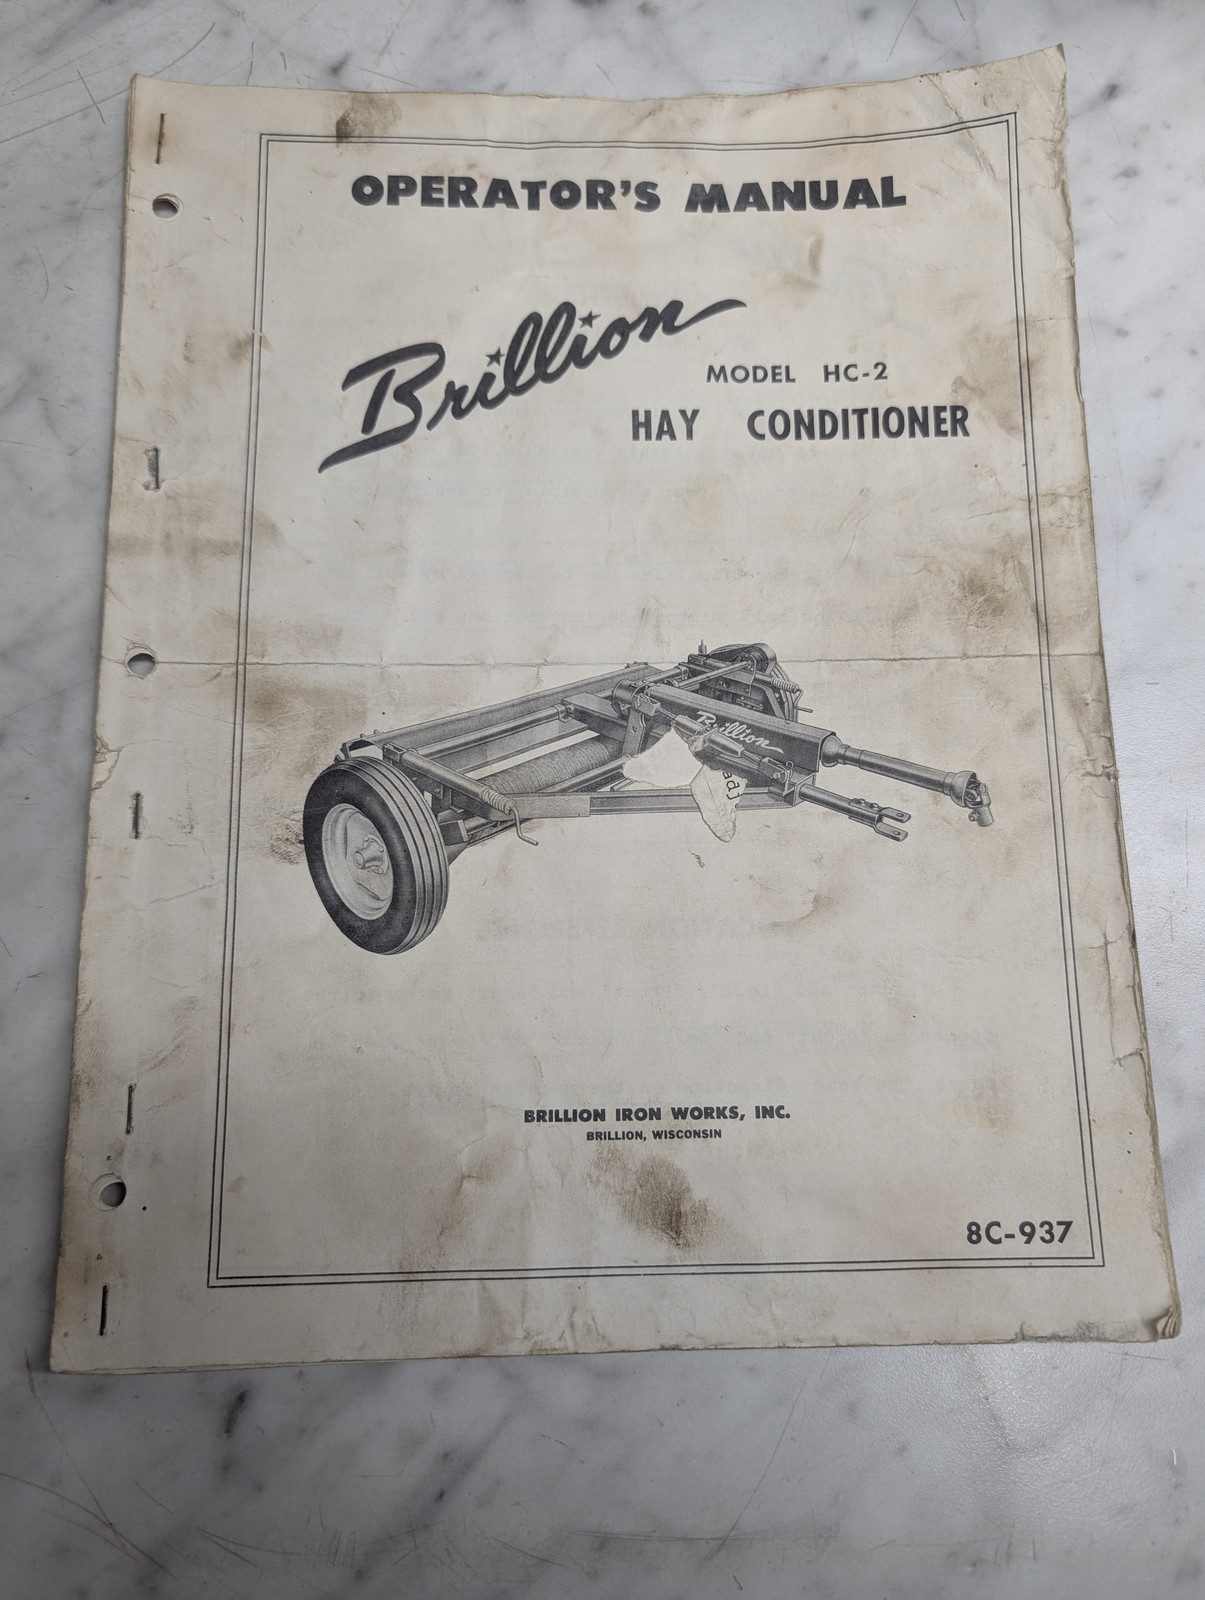 OPERATOR'S MANUAL
Brillion
MODEL HC-2
HAY CONDITIONER
Brillion
BRILLION IRON WORKS, INC.
BRILLION, WISCONSIN
8C-937